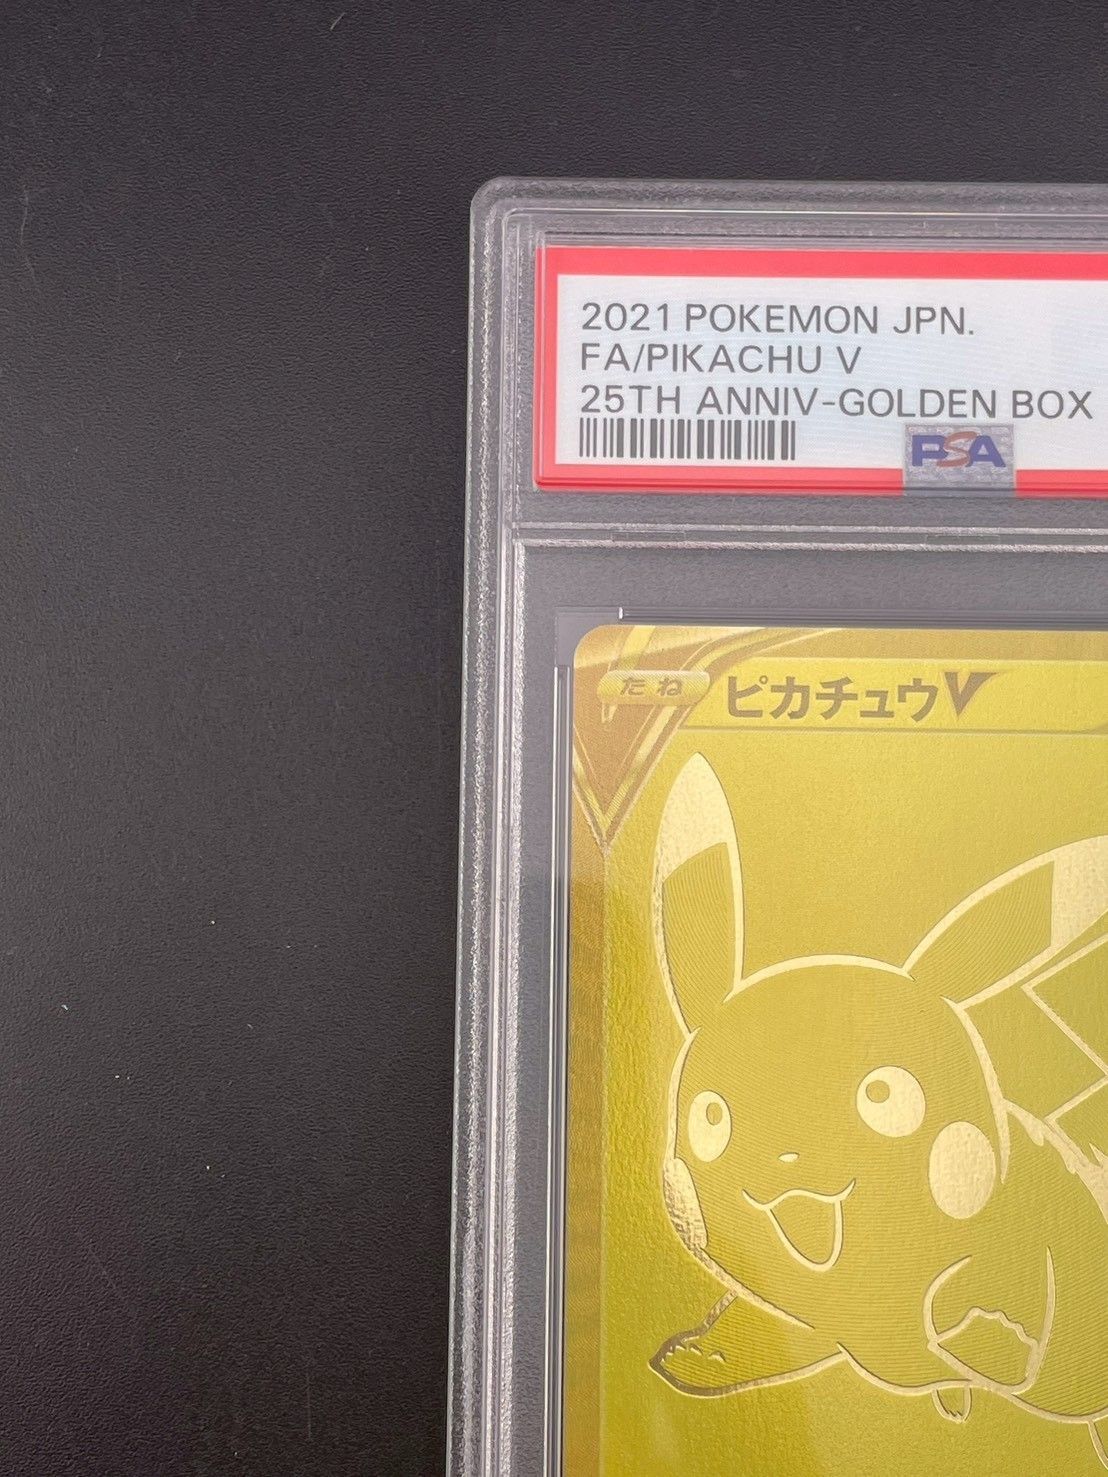 2021 POKEMON JPN.
FA/PIKACHU V
25TH ANNIV-GOLDEN BOX
PSA
たね ピカチュウV